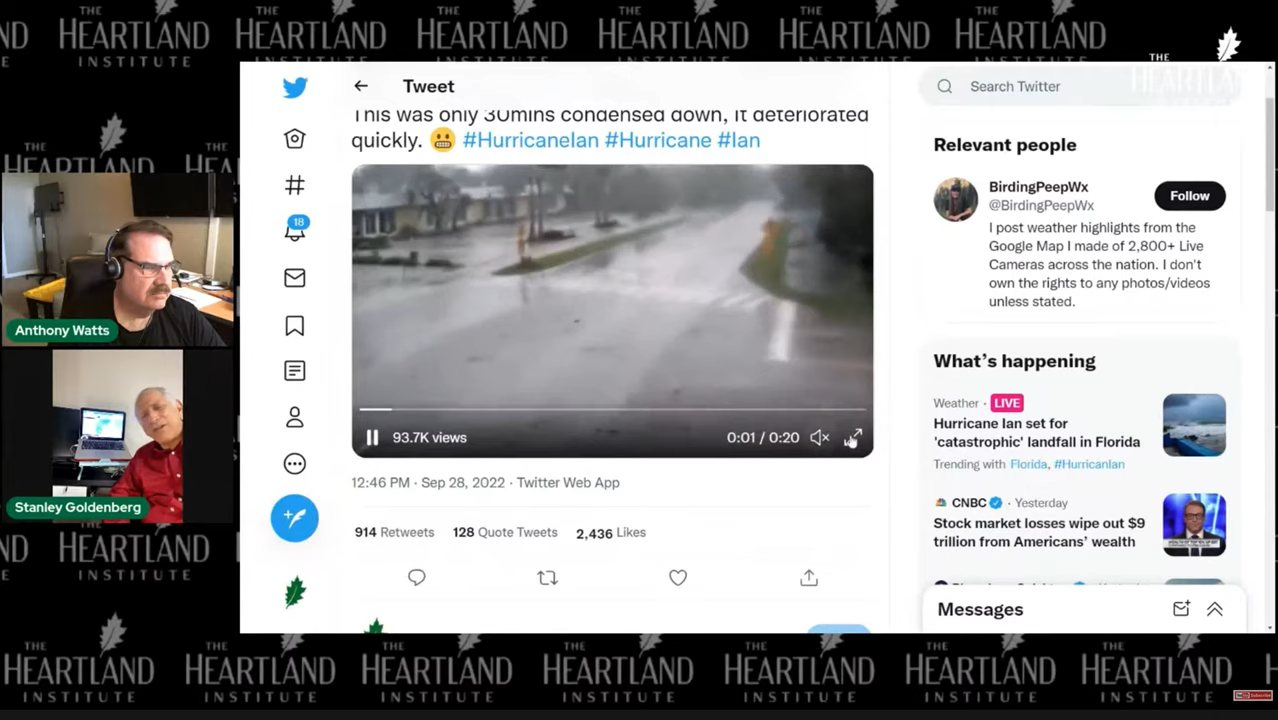 THE
HEARTLAND
INSTITUTE
Tweet
This was only 30mins condensed down, it deteriorated
quickly. 😬 #HurricaneIan #Hurricane #Ian
93.7K views
0:01 / 0:20
12:46 PM · Sep 28, 2022 · Twitter Web App
914 Retweets 128 Quote Tweets 2,436 Likes
18
Anthony Watts
Stanley Goldenberg
Search Twitter
Relevant people
BirdingPeepWx
@BirdingPeepWx
Follow
I post weather highlights from the
Google Map I made of 2,800+ Live
Cameras across the nation. I don't
own the rights to any photos/videos
unless stated.
What's happening
Weather · LIVE
Hurricane Ian set for
'catastrophic' landfall in Florida
Trending with Florida, #HurricanIan
CNBC · Yesterday
Stock market losses wipe out $9
trillion from Americans' wealth
Messages
THE
HEARTLAND
INSTITUTE